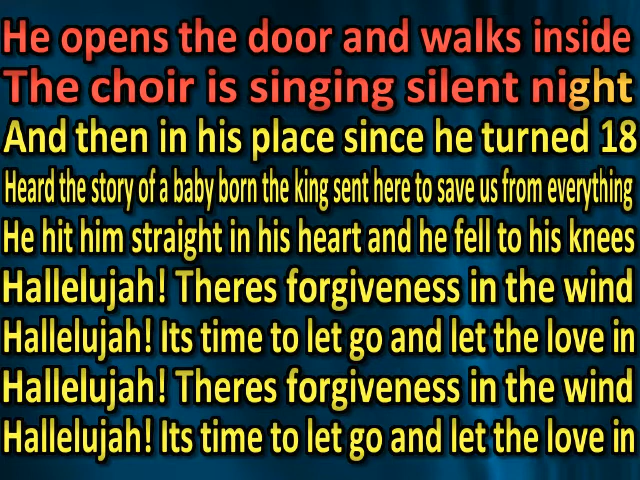 He opens the door and walks inside
The choir is singing silent night
And then in his place since he turned 18
Heard the story of a baby born the king sent here to save us from everything
He hit him straight in his heart and he fell to his knees
Hallelujah! Theres forgiveness in the wind
Hallelujah! Its time to let go and let the love in
Hallelujah! Theres forgiveness in the wind
Hallelujah! Its time to let go and let the love in